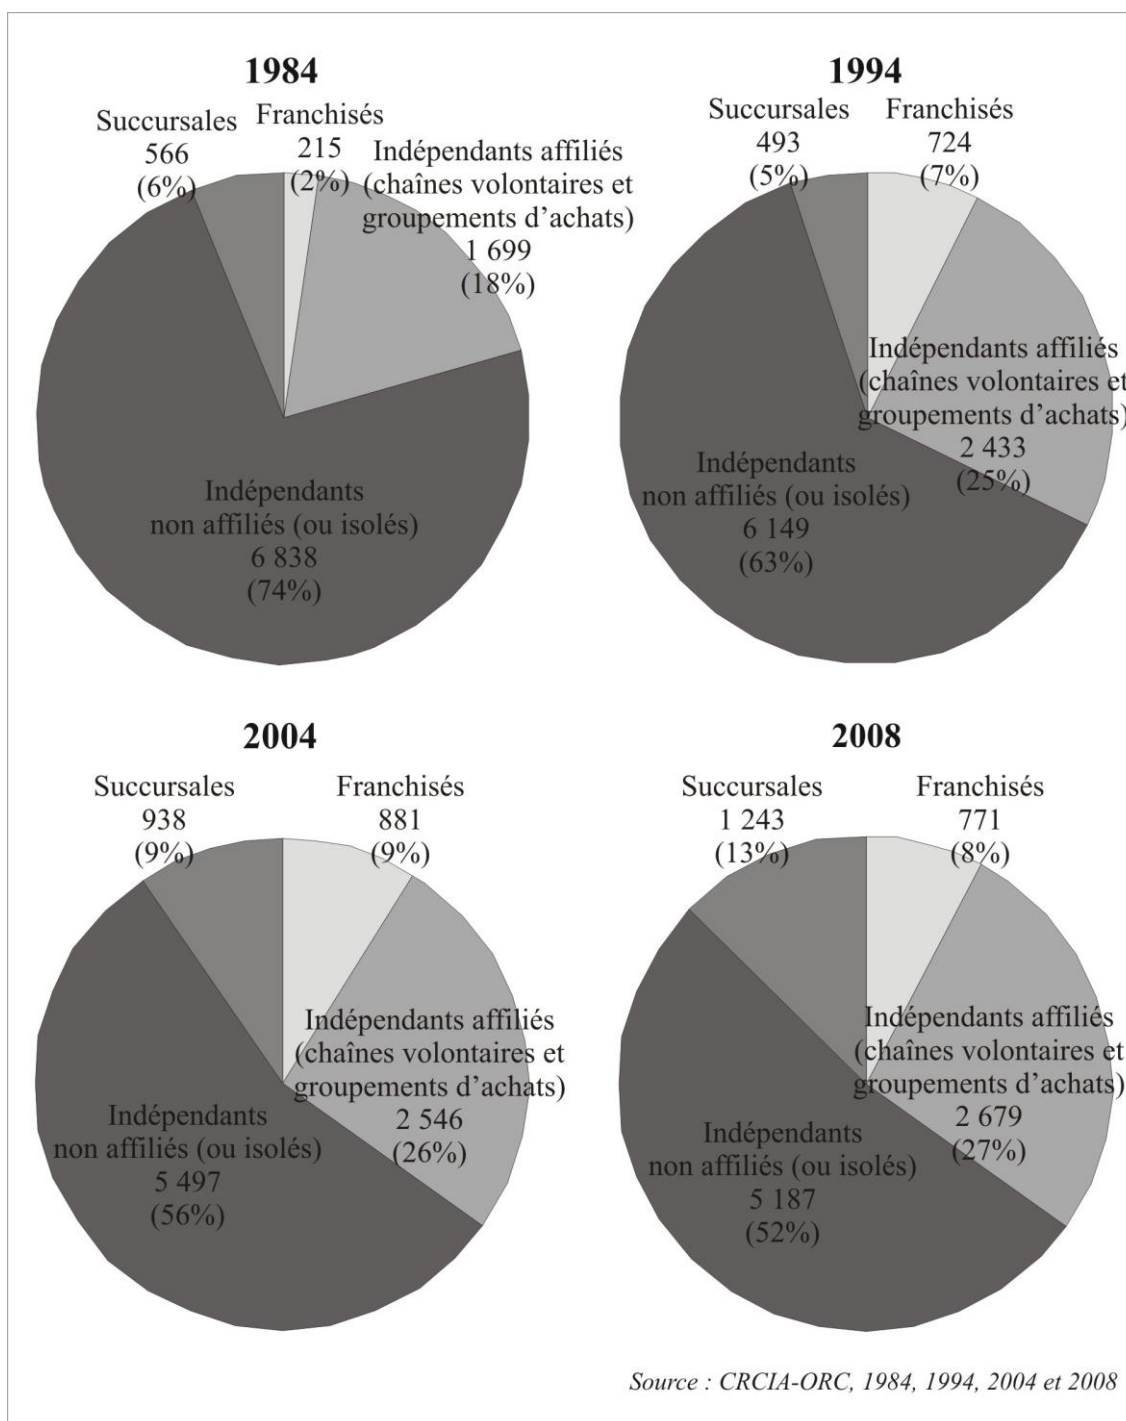 1984
Succursales
566
(6%)
Franchisés
215
(2%)
Indépendants affiliés
(chaînes volontaires et
groupements d’achats)
1 699
(18%)
Indépendants
non affiliés (ou isolés)
6 838
(74%)
1994
Succursales
493
(5%)
Franchisés
724
(7%)
Indépendants affiliés
(chaînes volontaires et
groupements d’achats)
2 433
(25%)
Indépendants
non affiliés (ou isolés)
6 149
(63%)
2004
Succursales
938
(9%)
Franchisés
881
(9%)
Indépendants affiliés
(chaînes volontaires et
groupements d’achats)
2 546
(26%)
Indépendants
non affiliés (ou isolés)
5 497
(56%)
2008
Succursales
1 243
(13%)
Franchisés
771
(8%)
Indépendants affiliés
(chaînes volontaires et
groupements d’achats)
2 679
(27%)
Indépendants
non affiliés (ou isolés)
5 187
(52%)
Source : CRCIA-ORC, 1984, 1994, 2004 et 2008